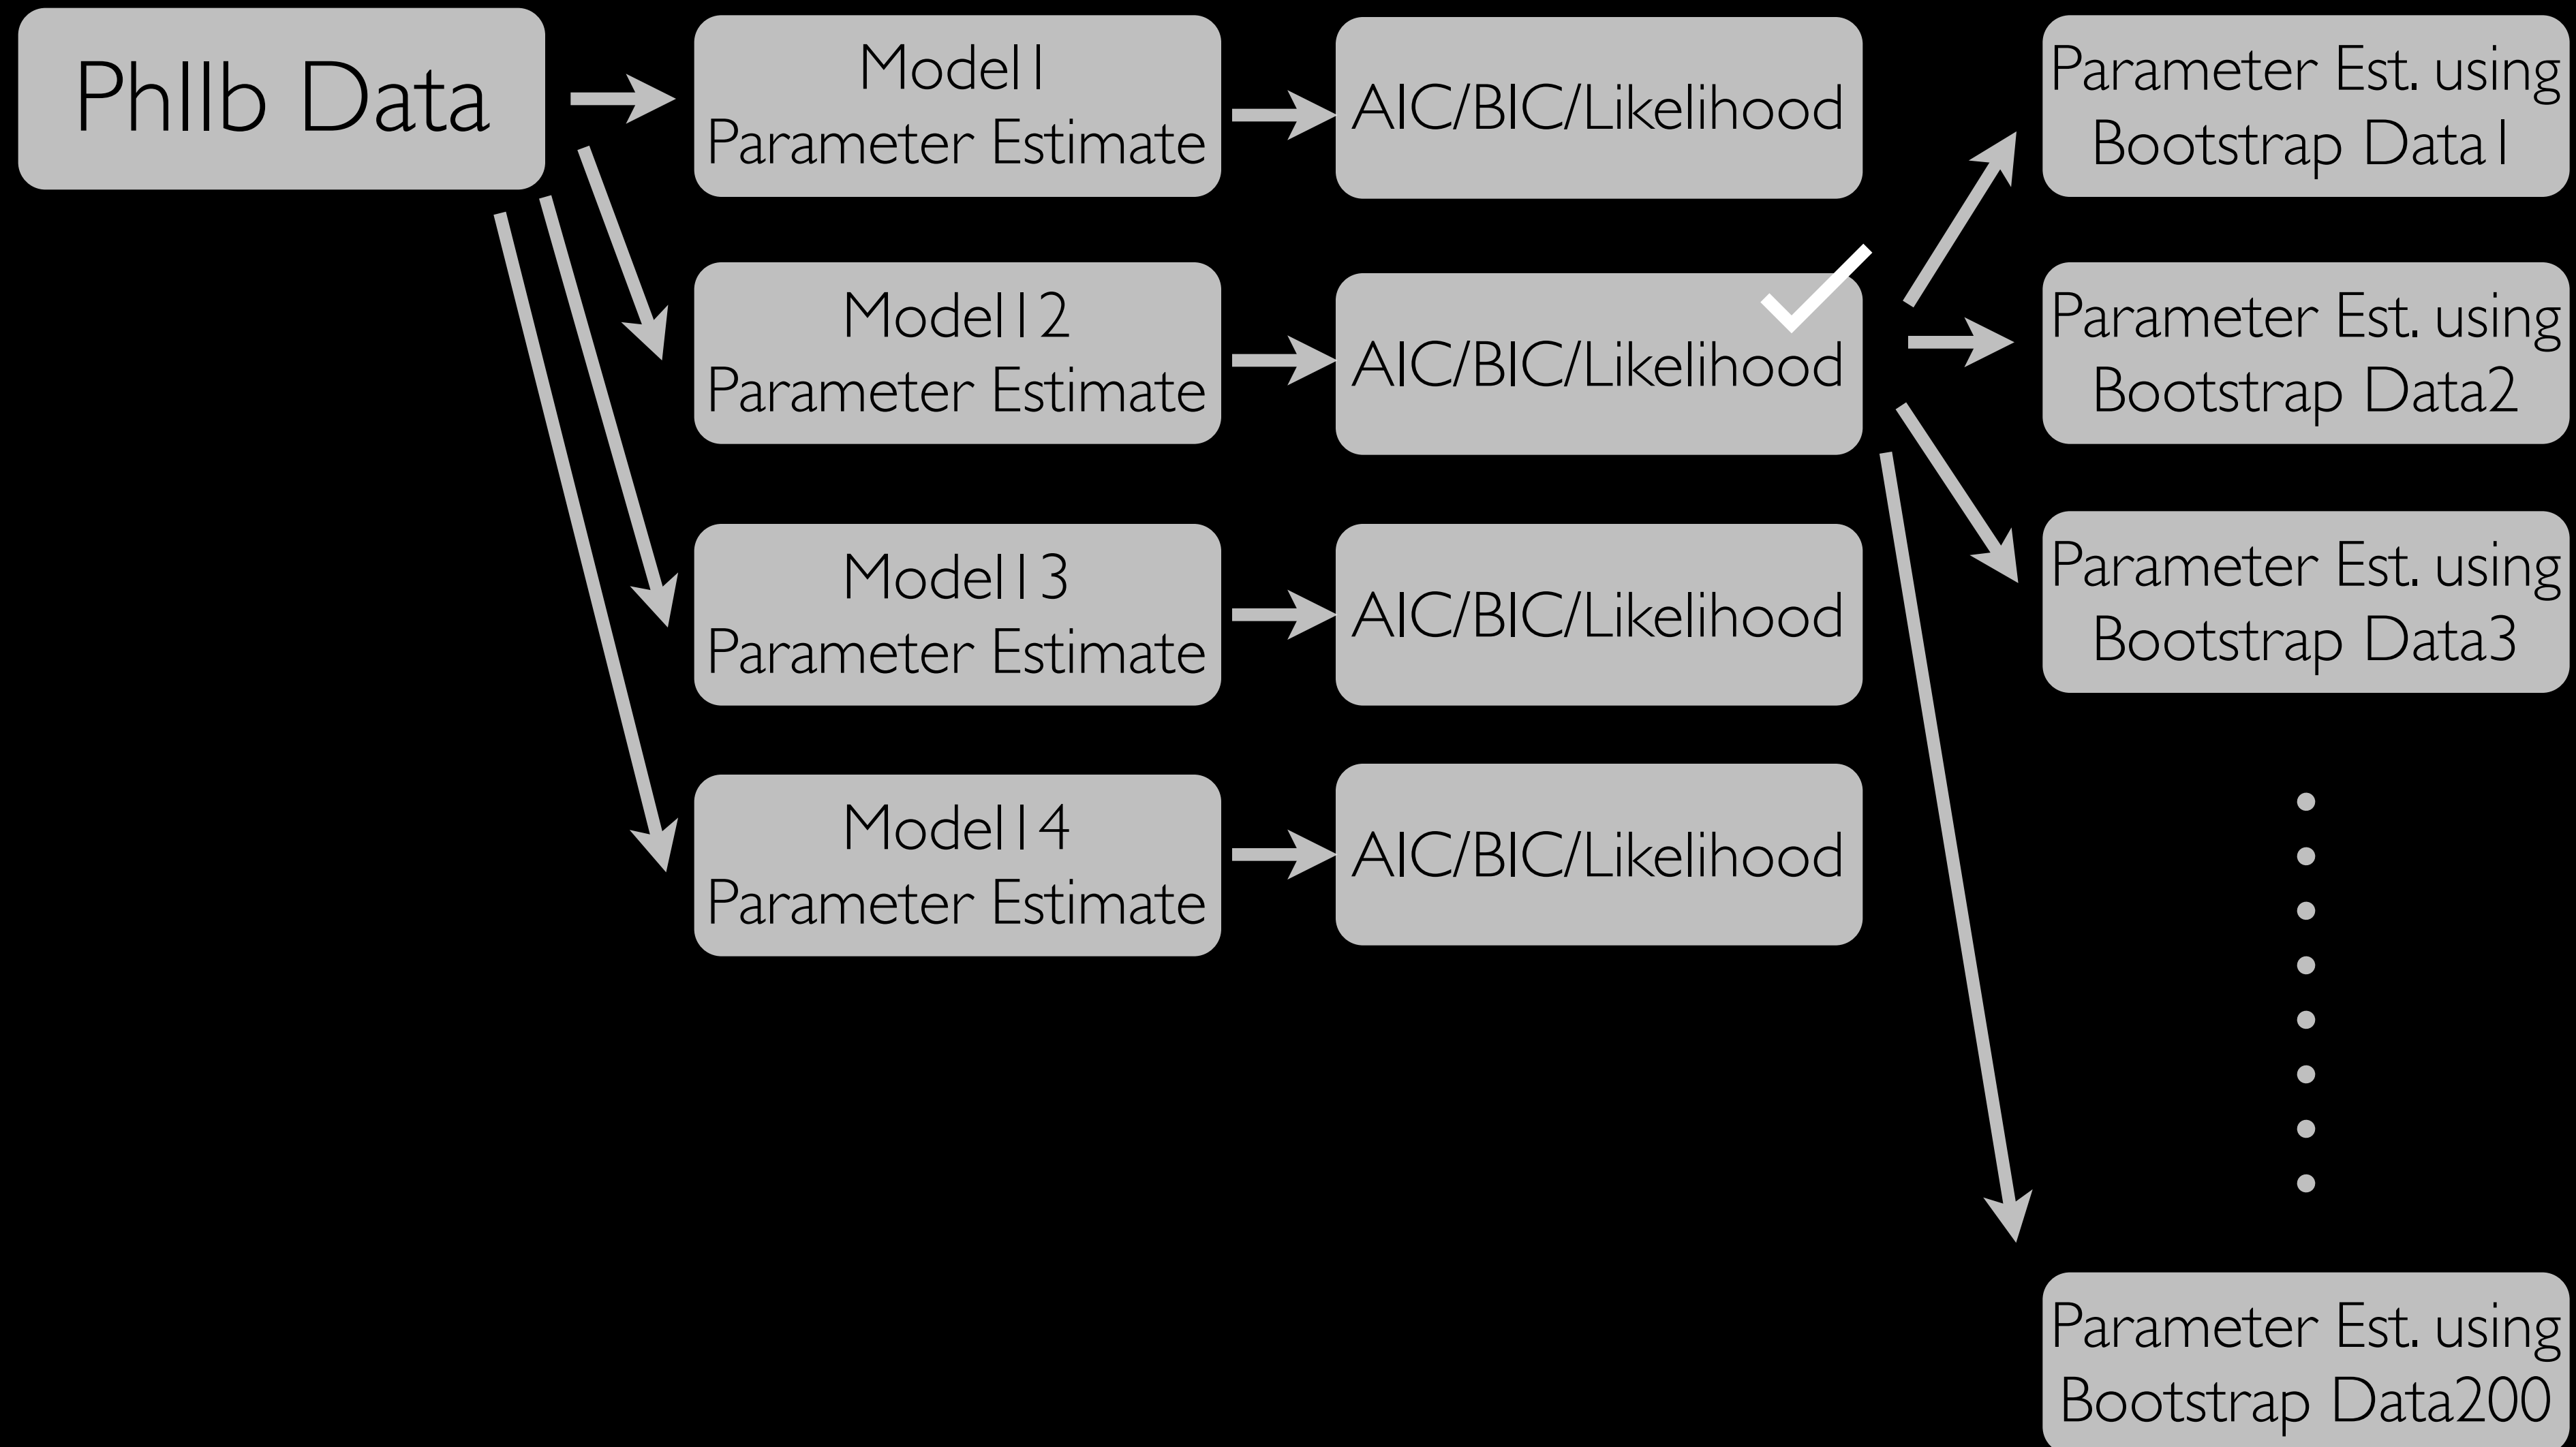 PhIIb Data
Model1
Parameter Estimate
AIC/BIC/Likelihood
Parameter Est. using
Bootstrap Data1
Model12
Parameter Estimate
AIC/BIC/Likelihood
Parameter Est. using
Bootstrap Data2
Model13
Parameter Estimate
AIC/BIC/Likelihood
Parameter Est. using
Bootstrap Data3
Model14
Parameter Estimate
AIC/BIC/Likelihood
Parameter Est. using
Bootstrap Data200